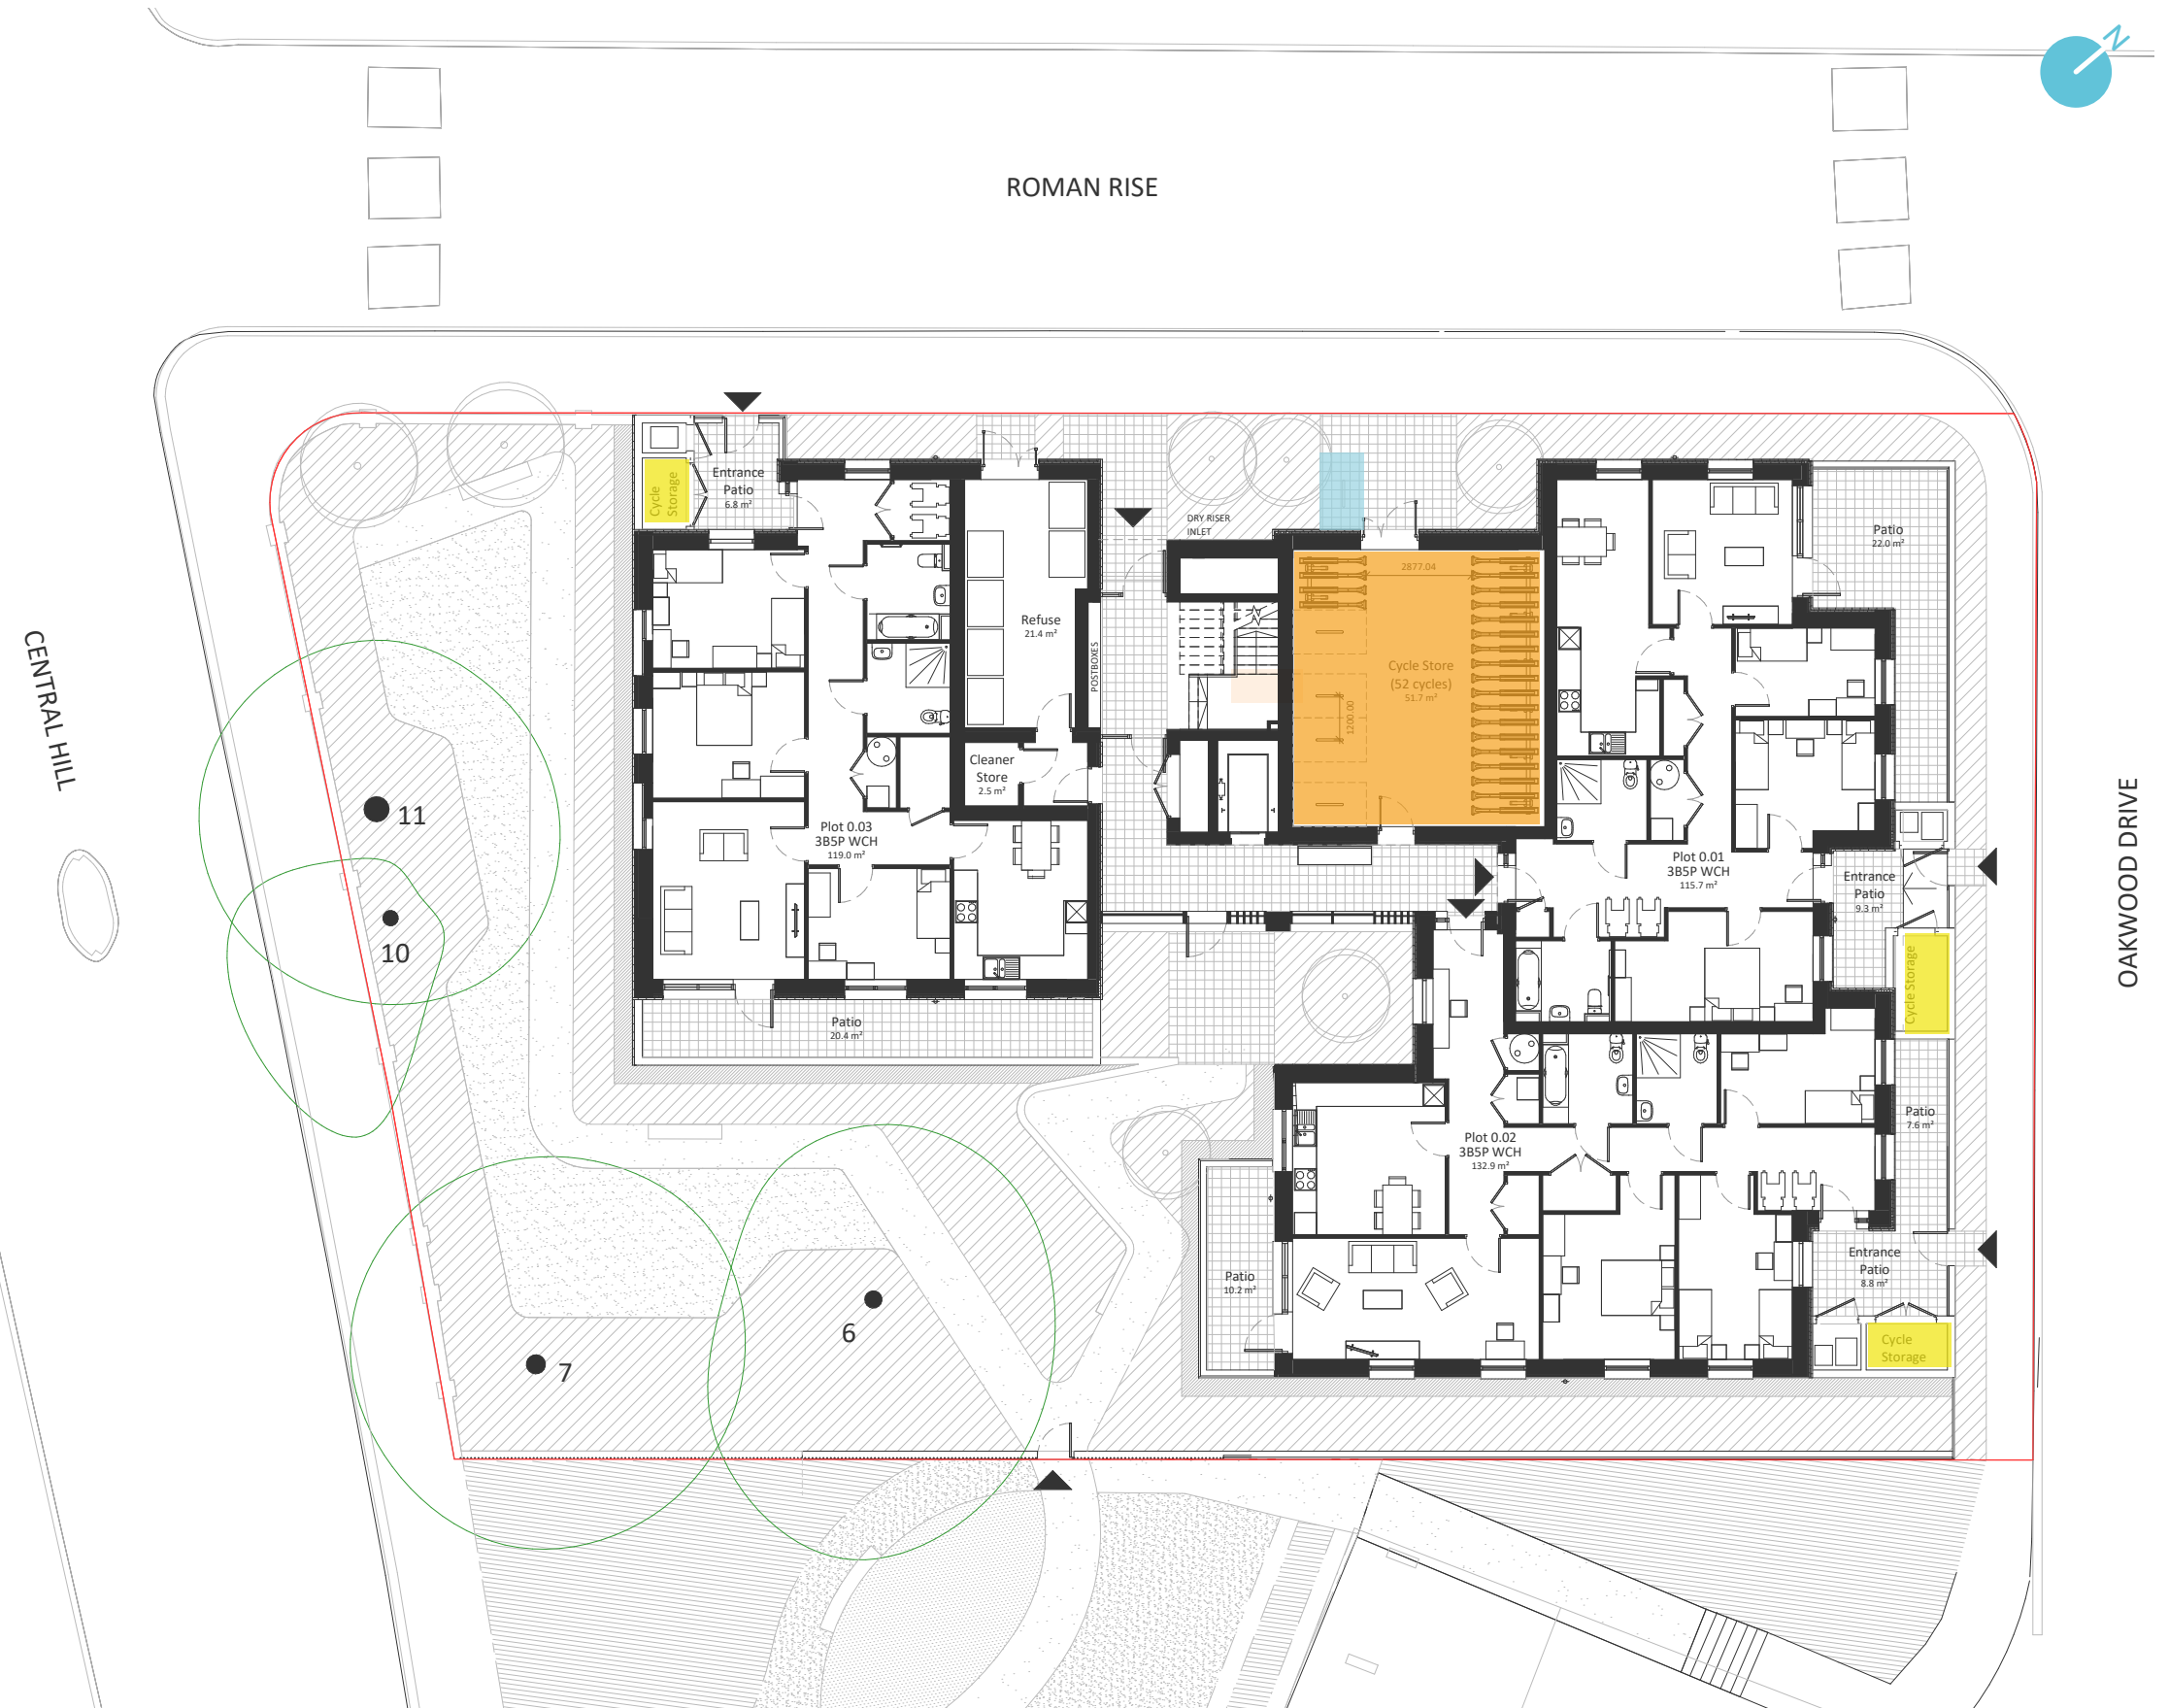 N
ROMAN RISE
CENTRAL HILL
OAKWOOD DRIVE
Cycle
Storage
Entrance
Patio
6.8 m²
DRY RISER
INLET
Refuse
21.4 m²
POSTBOXES
2877.04
Cycle Store
(52 cycles)
51.7 m²
1200.00
Patio
22.0 m²
Cleaner
Store
2.5 m²
Plot 0.03
3B5P WCH
119.0 m²
Plot 0.01
3B5P WCH
115.7 m²
Entrance
Patio
9.3 m²
Cycle Storage
11
10
Patio
20.4 m²
Plot 0.02
3B5P WCH
132.9 m²
Patio
7.6 m²
Patio
10.2 m²
Entrance
Patio
8.8 m²
Cycle
Storage
6
7